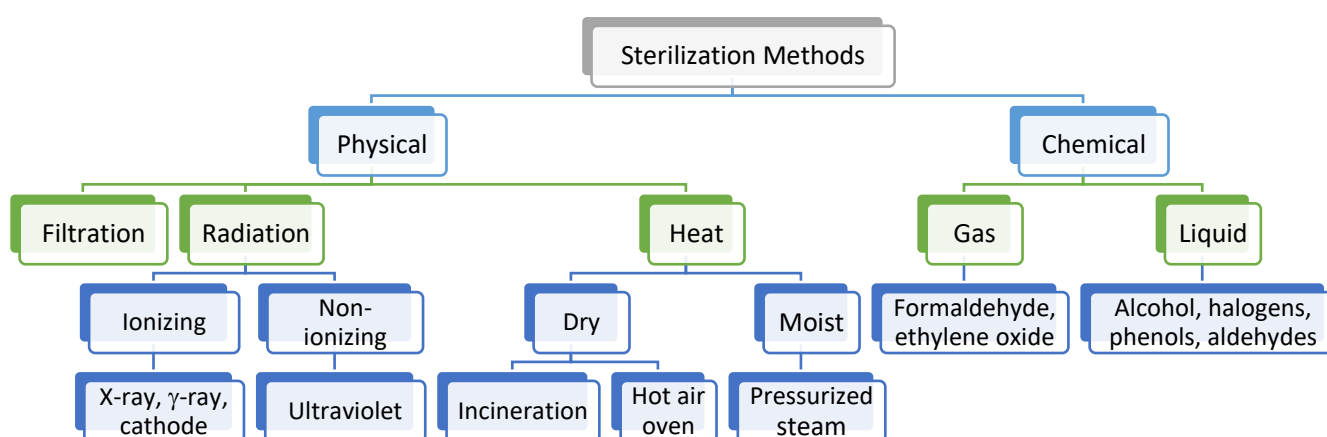 Sterilization Methods
Physical
Chemical
Filtration
Radiation
Heat
Gas
Liquid
Ionizing
Non-
ionizing
Dry
Moist
Formaldehyde,
ethylene oxide
Alcohol, halogens,
phenols, aldehydes
X-ray, γ-ray,
cathode
Ultraviolet
Incineration
Hot air
oven
Pressurized
steam